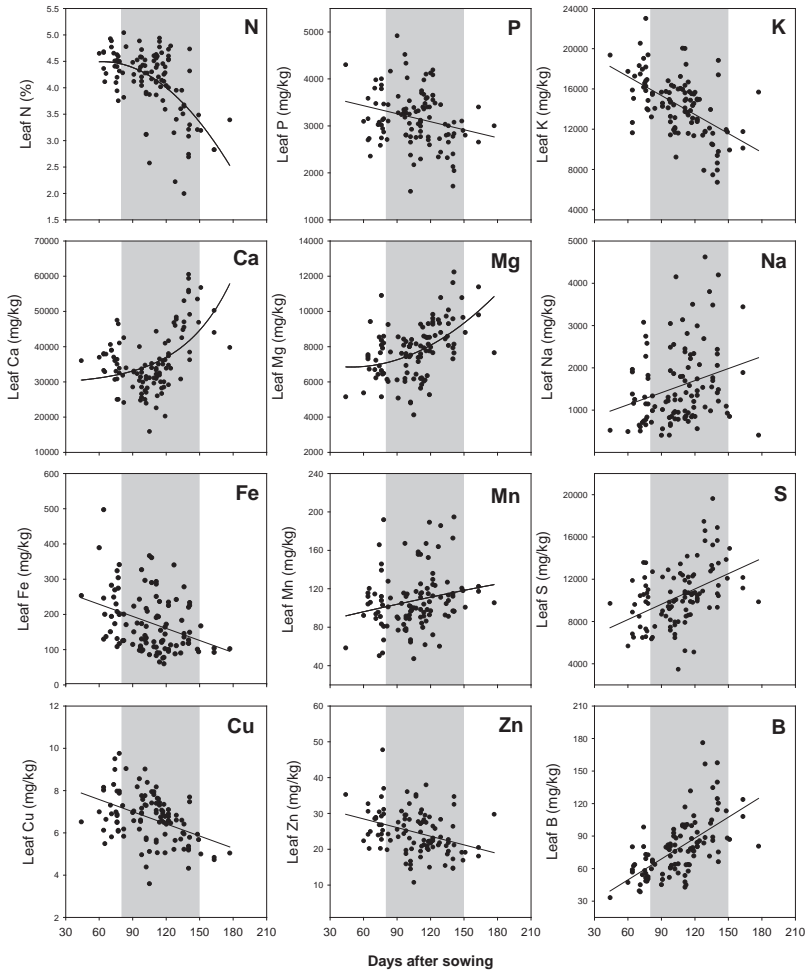 N
5.5
5.0
4.5
4.0
3.5
3.0
2.5
2.0
1.5
Leaf N (%)
P
5000
4000
3000
2000
1000
Leaf P (mg/kg)
K
24000
20000
16000
12000
8000
4000
Leaf K (mg/kg)
Ca
70000
60000
50000
40000
30000
20000
10000
Leaf Ca (mg/kg)
Mg
14000
12000
10000
8000
6000
4000
2000
Leaf Mg (mg/kg)
Na
5000
4000
3000
2000
1000
Leaf Na (mg/kg)
Fe
600
500
400
300
200
100
0
Leaf Fe (mg/kg)
Mn
240
200
160
120
80
40
Leaf Mn (mg/kg)
S
20000
16000
12000
8000
4000
Leaf S (mg/kg)
Cu
12
10
8
6
4
2
Leaf Cu (mg/kg)
30 60 90 120 150 180 210
Zn
60
50
40
30
20
10
0
Leaf Zn (mg/kg)
30 60 90 120 150 180 210
B
210
180
150
120
90
60
30
Leaf B (mg/kg)
30 60 90 120 150 180 210
Days after sowing